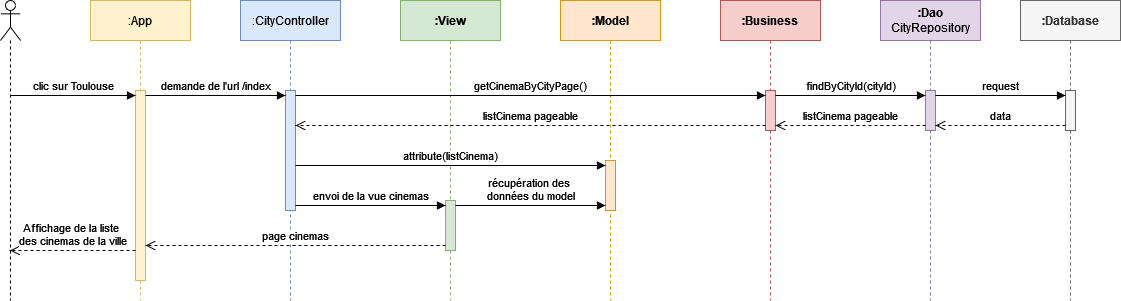 :App
:CityController
:View
:Model
:Business
:Dao
CityRepository
:Database
clic sur Toulouse
demande de l'url /index
getCinemaByCityPage()
findByCityId(cityId)
request
listCinema pageable
listCinema pageable
data
attribute(listCinema)
envoi de la vue cinemas
récupération des
données du model
Affichage de la liste
des cinemas de la ville
page cinemas